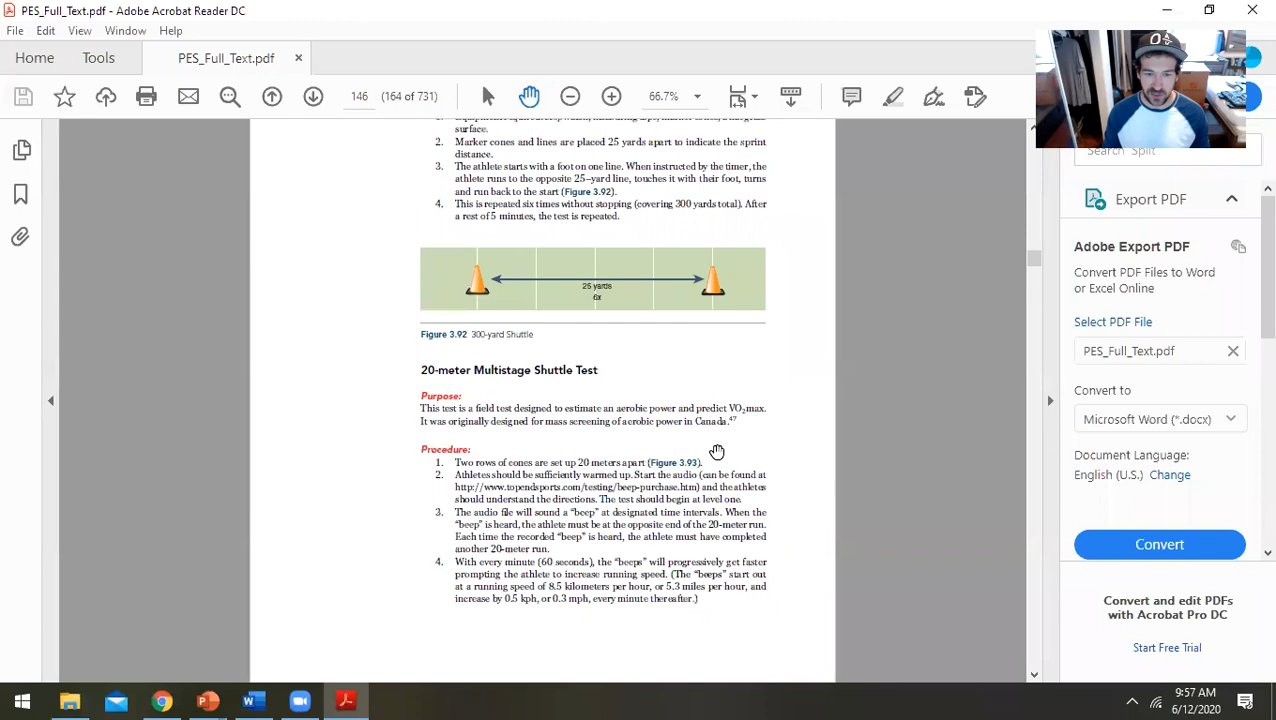 PES_Full_Text.pdf - Adobe Acrobat Reader DC
File Edit View Window Help
Home Tools PES_Full_Text.pdf ×
146 (164 of 731) 66.7%
surface.
2. Marker cones and lines are placed 25 yards apart to indicate the sprint
distance.
3. The athlete starts with a foot on one line. When instructed by the timer, the
athlete runs to the opposite 25–yard line, touches it with their foot, turns
and run back to the start (Figure 3.92).
4. This is repeated six times without stopping (covering 300 yards total). After
a rest of 5 minutes, the test is repeated.
25 yards
6x
Figure 3.92 300-yard Shuttle
20-meter Multistage Shuttle Test
Purpose:
This test is a field test designed to estimate an aerobic power and predict VO2max.
It was originally designed for mass screening of aerobic power in Canada.47
Procedure:
1. Two rows of cones are set up 20 meters apart (Figure 3.93).
2. Athletes should be sufficiently warmed up. Start the audio (can be found at
http://www.topendsports.com/testing/beep-purchase.htm) and the athletes
should understand the directions. The test should begin at level one.
3. The audio file will sound a “beep” at designated time intervals. When the
“beep” is heard, the athlete must be at the opposite end of the 20-meter run.
Each time the recorded “beep” is heard, the athlete must have completed
another 20-meter run.
4. With every minute (60 seconds), the “beeps” will progressively get faster
prompting the athlete to increase running speed. (The “beeps” start out
at a running speed of 8.5 kilometers per hour, or 5.3 miles per hour, and
increase by 0.5 kph, or 0.3 mph, every minute thereafter.)
Export PDF
Adobe Export PDF
Convert PDF Files to Word
or Excel Online
Select PDF File
PES_Full_Text.pdf
Convert to
Microsoft Word (*.docx)
Document Language:
English (U.S.) Change
Convert
Convert and edit PDFs
with Acrobat Pro DC
Start Free Trial
9:57 AM
6/12/2020